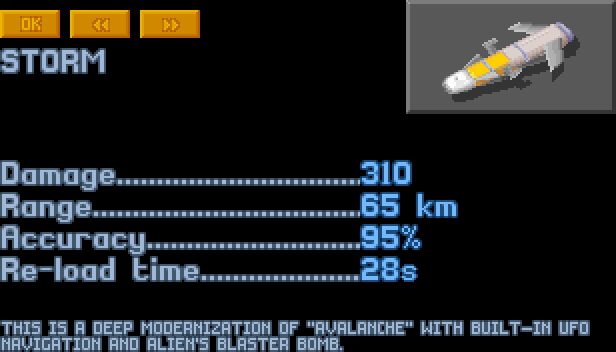 OK << >>
STORM
Damage..............................310
Range.................................65 km
Accuracy..........................95%
Re-load time....................28s
THIS IS A DEEP MODERNIZATION OF "AVALANCHE" WITH BUILT-IN UFO
NAVIGATION AND ALIEN'S BLASTER BOMB.